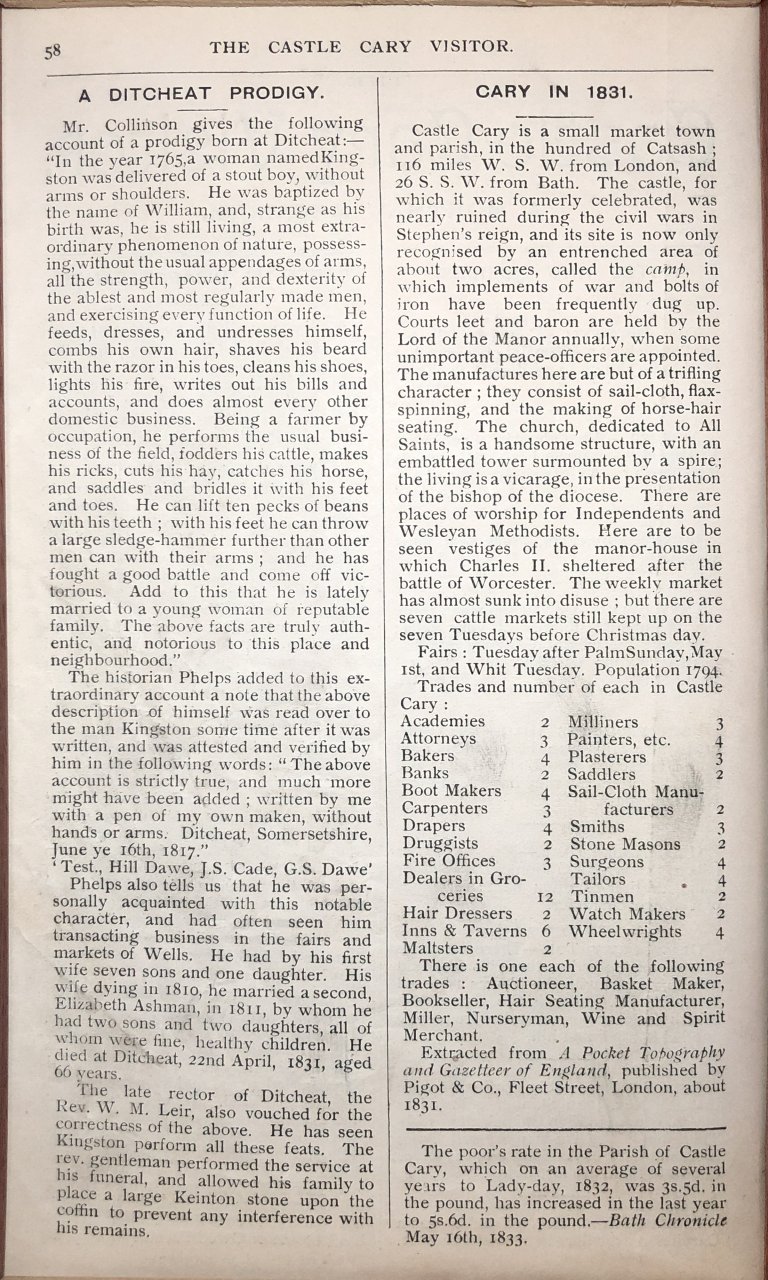 58
THE CASTLE CARY VISITOR.
A DITCHEAT PRODIGY.
Mr. Collinson gives the following
account of a prodigy born at Ditcheat:—
“In the year 1765,a woman namedKing-
ston was delivered of a stout boy, without
arms or shoulders. He was baptized by
the name of William, and, strange as his
birth was, he is still living, a most extra-
ordinary phenomenon of nature, possess-
ing,without the usual appendages of arms,
all the strength, power, and dexterity of
the ablest and most regularly made men,
and exercising every function of life. He
feeds, dresses, and undresses himself,
combs his own hair, shaves his beard
with the razor in his toes, cleans his shoes,
lights his fire, writes out his bills and
accounts, and does almost every other
domestic business. Being a farmer by
occupation, he performs the usual busi-
ness of the field, fodders his cattle, makes
his ricks, cuts his hay, catches his horse,
and saddles and bridles it with his feet
and toes. He can lift ten pecks of beans
with his teeth ; with his feet he can throw
a large sledge-hammer further than other
men can with their arms ; and he has
fought a good battle and come off vic-
torious. Add to this that he is lately
married to a young woman of reputable
family. The above facts are truly auth-
entic, and notorious to this place and
neighbourhood.”
The historian Phelps added to this ex-
traordinary account a note that the above
description of himself was read over to
the man Kingston some time after it was
written, and was attested and verified by
him in the following words: “ The above
account is strictly true, and much more
might have been added ; written by me
with a pen of my own maken, without
hands or arms. Ditcheat, Somersetshire,
June ye 16th, 1817.”
‘ Test., Hill Dawe, J.S. Cade, G.S. Dawe’
Phelps also tells us that he was per-
sonally acquainted with this notable
character, and had often seen him
transacting business in the fairs and
markets of Wells. He had by his first
wife seven sons and one daughter. His
wife dying in 1810, he married a second,
Elizabeth Ashman, in 1811, by whom he
had two sons and two daughters, all of
whom were fine, healthy children. He
died at Ditcheat, 22nd April, 1831, aged
66 years.
The late rector of Ditcheat, the
Rev. W. M. Leir, also vouched for the
correctness of the above. He has seen
Kingston perform all these feats. The
rev. gentleman performed the service at
his funeral, and allowed his family to
place a large Keinton stone upon the
coffin to prevent any interference with
his remains.
CARY IN 1831.
Castle Cary is a small market town
and parish, in the hundred of Catsash ;
116 miles W. S. W. from London, and
26 S. S. W. from Bath. The castle, for
which it was formerly celebrated, was
nearly ruined during the civil wars in
Stephen’s reign, and its site is now only
recognised by an entrenched area of
about two acres, called the camp, in
which implements of war and bolts of
iron have been frequently dug up.
Courts leet and baron are held by the
Lord of the Manor annually, when some
unimportant peace-officers are appointed.
The manufactures here are but of a trifling
character ; they consist of sail-cloth, flax-
spinning, and the making of horse-hair
seating. The church, dedicated to All
Saints, is a handsome structure, with an
embattled tower surmounted by a spire;
the living is a vicarage, in the presentation
of the bishop of the diocese. There are
places of worship for Independents and
Wesleyan Methodists. Here are to be
seen vestiges of the manor-house in
which Charles II. sheltered after the
battle of Worcester. The weekly market
has almost sunk into disuse ; but there are
seven cattle markets still kept up on the
seven Tuesdays before Christmas day.
Fairs : Tuesday after PalmSunday,May
1st, and Whit Tuesday. Population 1794.
Trades and number of each in Castle
Cary :
Academies 2 Milliners 3
Attorneys 3 Painters, etc. 4
Bakers 4 Plasterers 3
Banks 2 Saddlers 2
Boot Makers 4 Sail-Cloth Manu-
Carpenters 3 facturers 2
Drapers 4 Smiths 3
Druggists 2 Stone Masons 2
Fire Offices 3 Surgeons 4
Dealers in Gro- Tailors 4
ceries 12 Tinmen 2
Hair Dressers 2 Watch Makers 2
Inns & Taverns 6 Wheelwrights 4
Maltsters 2
There is one each of the following
trades : Auctioneer, Basket Maker,
Bookseller, Hair Seating Manufacturer,
Miller, Nurseryman, Wine and Spirit
Merchant.
Extracted from A Pocket Topography
and Gazetteer of England, published by
Pigot & Co., Fleet Street, London, about
1831.
The poor’s rate in the Parish of Castle
Cary, which on an average of several
years to Lady-day, 1832, was 3s.5d. in
the pound, has increased in the last year
to 5s.6d. in the pound.—Bath Chronicle
May 16th, 1833.